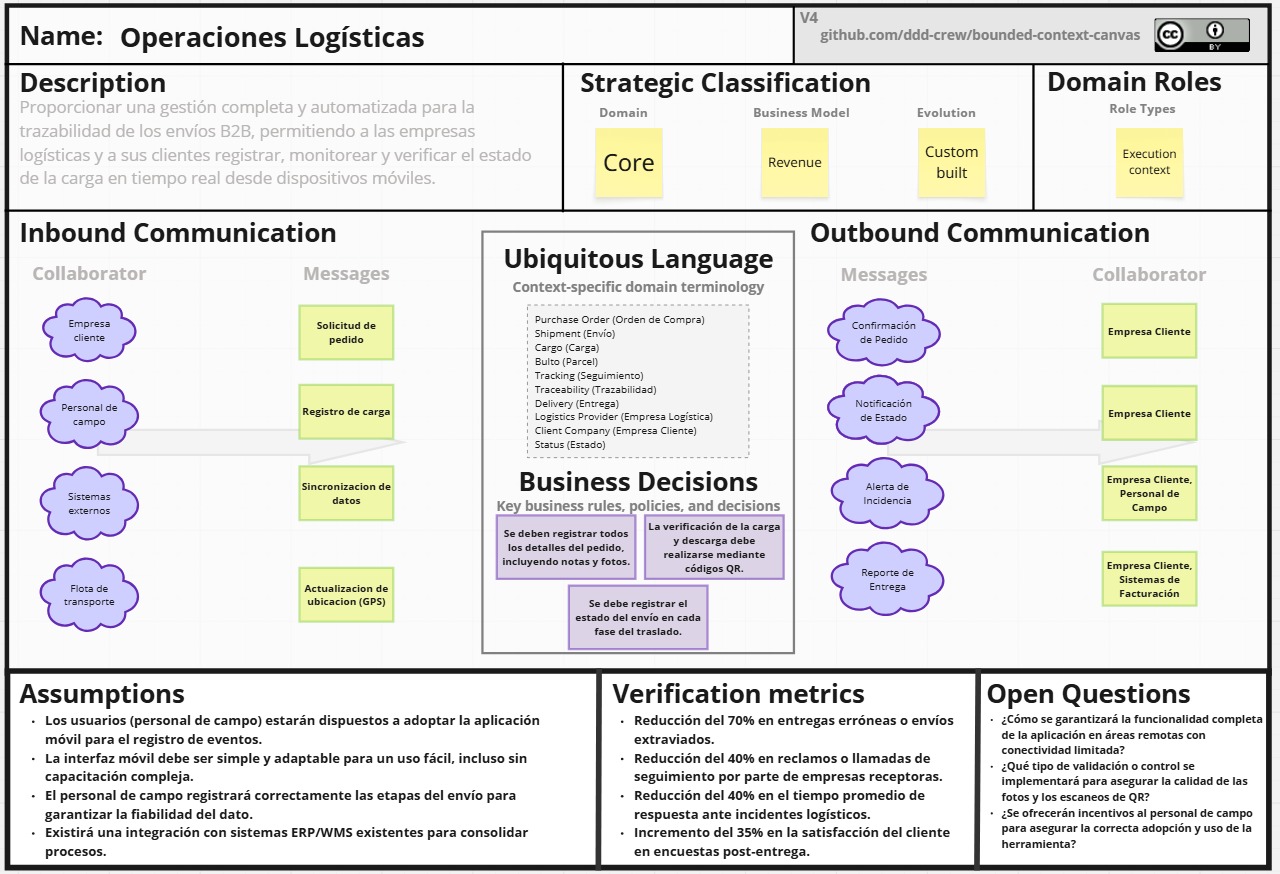 Name: Operaciones Logísticas
V4
github.com/ddd-crew/bounded-context-canvas
cc
BY
Description
Proporcionar una gestión completa y automatizada para la
trazabilidad de los envíos B2B, permitiendo a las empresas
logísticas y a sus clientes registrar, monitorear y verificar el estado
de la carga en tiempo real desde dispositivos móviles.
Strategic Classification
Domain
Business Model
Evolution
Core
Revenue
Custom
built
Domain Roles
Role Types
Execution
context
Inbound Communication
Collaborator
Messages
Empresa
cliente
Solicitud de
pedido
Personal de
campo
Registro de carga
Sistemas
externos
Sincronizacion de
datos
Flota de
transporte
Actualizacion de
ubicacion (GPS)
Ubiquitous Language
Context-specific domain terminology
Purchase Order (Orden de Compra)
Shipment (Envío)
Cargo (Carga)
Bulto (Parcel)
Tracking (Seguimiento)
Traceability (Trazabilidad)
Delivery (Entrega)
Logistics Provider (Empresa Logística)
Client Company (Empresa Cliente)
Status (Estado)
Business Decisions
Key business rules, policies, and decisions
Se deben registrar todos
los detalles del pedido,
incluyendo notas y fotos.
La verificación de la carga
y descarga debe
realizarse mediante
códigos QR.
Se debe registrar el
estado del envío en cada
fase del traslado.
Outbound Communication
Messages
Collaborator
Confirmación
de Pedido
Empresa Cliente
Notificación
de Estado
Empresa Cliente
Alerta de
Incidencia
Empresa Cliente,
Personal de
Campo
Reporte de
Entrega
Empresa Cliente,
Sistemas de
Facturación
Assumptions
· Los usuarios (personal de campo) estarán dispuestos a adoptar la aplicación
móvil para el registro de eventos.
· La interfaz móvil debe ser simple y adaptable para un uso fácil, incluso sin
capacitación compleja.
· El personal de campo registrará correctamente las etapas del envío para
garantizar la fiabilidad del dato.
· Existirá una integración con sistemas ERP/WMS existentes para consolidar
procesos.
Verification metrics
· Reducción del 70% en entregas erróneas o envíos
extraviados.
· Reducción del 40% en reclamos o llamadas de
seguimiento por parte de empresas receptoras.
· Reducción del 40% en el tiempo promedio de
respuesta ante incidentes logísticos.
· Incremento del 35% en la satisfacción del cliente
en encuestas post-entrega.
Open Questions
· ¿Cómo se garantizará la funcionalidad completa
de la aplicación en áreas remotas con
conectividad limitada?
· ¿Qué tipo de validación o control se
implementará para asegurar la calidad de las
fotos y los escaneos de QR?
· ¿Se ofrecerán incentivos al personal de campo
para asegurar la correcta adopción y uso de la
herramienta?